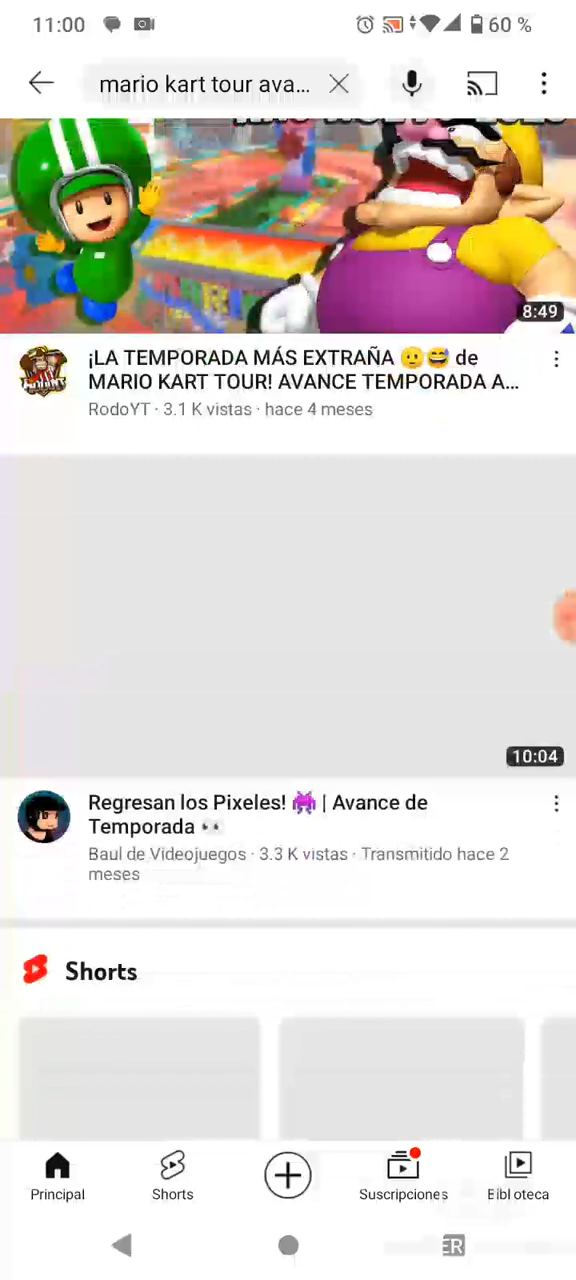 11:00
60 %
mario kart tour ava...
8:49
¡LA TEMPORADA MÁS EXTRAÑA 🫡😅 de
MARIO KART TOUR! AVANCE TEMPORADA A...
RodoYT · 3.1 K vistas · hace 4 meses
10:04
Regresan los Pixeles! 👾 | Avance de
Temporada 👀
Baul de Videojuegos · 3.3 K vistas · Transmitido hace 2
meses
Shorts
Principal
Shorts
Suscripciones
Bibl oteca